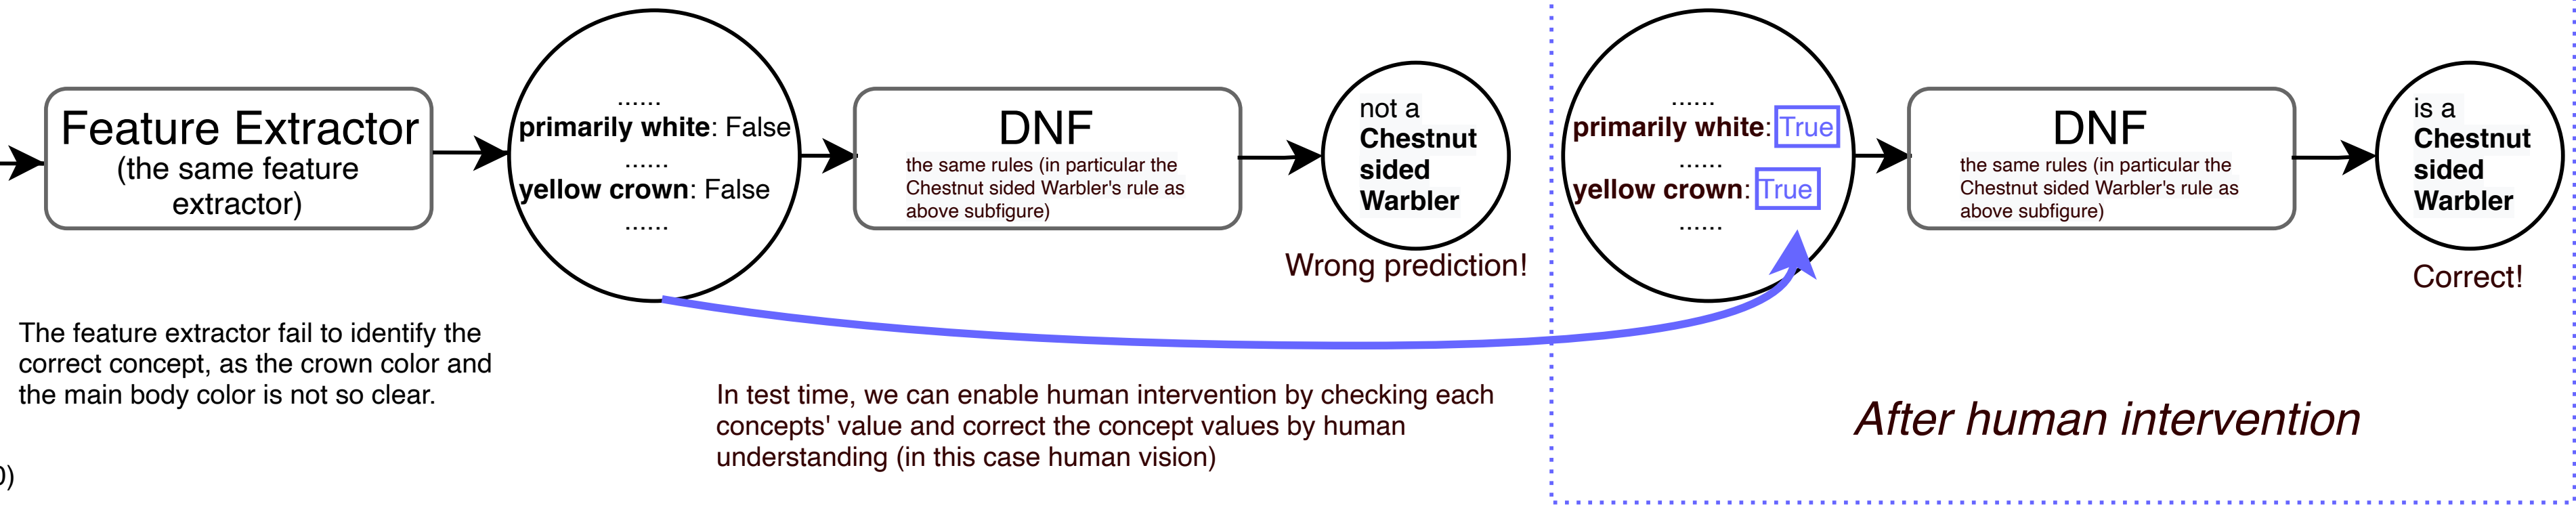 Feature Extractor
(the same feature
extractor)
......
primarily white: False
......
yellow crown: False
......
DNF
the same rules (in particular the
Chestnut sided Warbler's rule as
above subfigure)
not a
Chestnut
sided
Warbler
Wrong prediction!
......
primarily white: True
......
yellow crown: True
......
DNF
the same rules (in particular the
Chestnut sided Warbler's rule as
above subfigure)
is a
Chestnut
sided
Warbler
Correct!
The feature extractor fail to identify the
correct concept, as the crown color and
the main body color is not so clear.
In test time, we can enable human intervention by checking each
concepts' value and correct the concept values by human
understanding (in this case human vision)
After human intervention